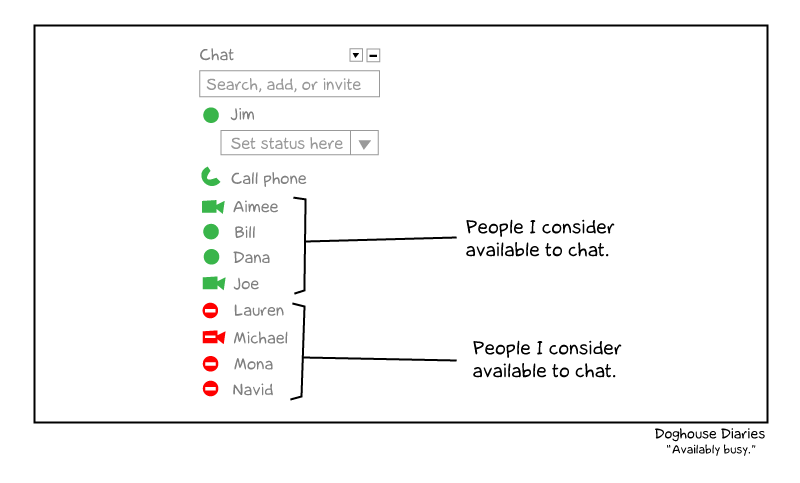 Chat
Search, add, or invite
Jim
Set status here
Call phone
Aimee
Bill
Dana
Joe
People I consider
available to chat.
Lauren
Michael
Mona
Navid
People I consider
available to chat.
Doghouse Diaries
"Availably busy."